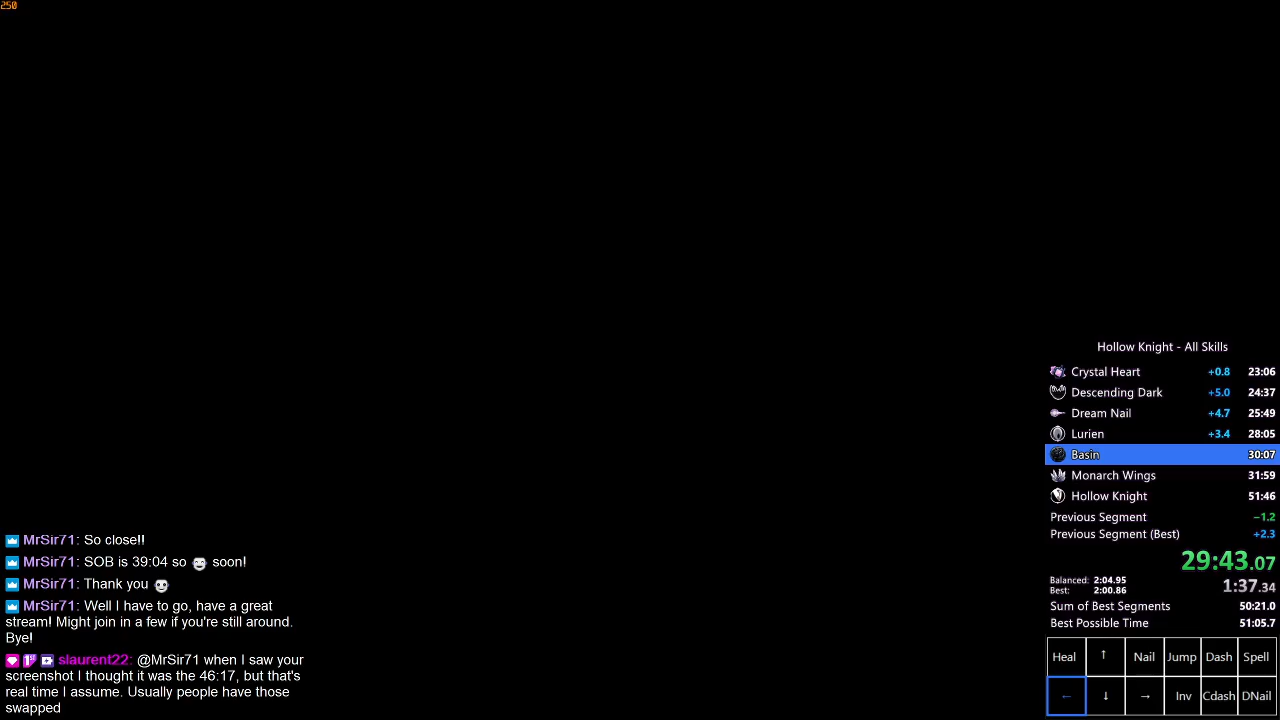 250
Hollow Knight - All Skills
Crystal Heart +0.8 23:06
Descending Dark +5.0 24:37
Dream Nail +4.7 25:49
Lurien +3.4 28:05
Basin 30:07
Monarch Wings 31:59
Hollow Knight 51:46
Previous Segment −1.2
Previous Segment (Best) +2.3
29:43.07
Balanced: 2:04.95
Best: 2:00.86
1:37.34
Sum of Best Segments 50:21.0
Best Possible Time 51:05.7
Heal ↑ Nail Jump Dash Spell
← ↓ → Inv Cdash DNail
MrSir71: So close!!
MrSir71: SOB is 39:04 so soon!
MrSir71: Thank you
MrSir71: Well I have to go, have a great
stream! Might join in a few if you're still around.
Bye!
siaurent22: @MrSir71 when I saw your
screenshot I thought it was the 46:17, but that's
real time I assume. Usually people have those
swapped